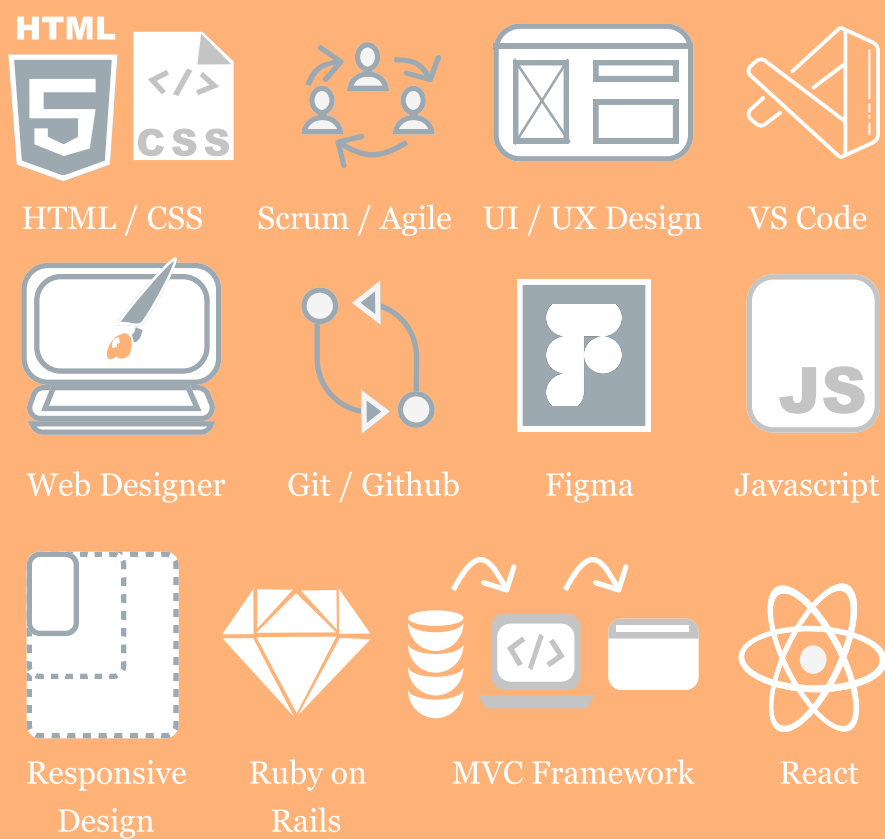 HTML
5
</>
CSS
HTML / CSS
Scrum / Agile
UI / UX Design
VS Code
Web Designer
Git / Github
Figma
JS
Javascript
</>
Responsive
Design
Ruby on
Rails
MVC Framework
React